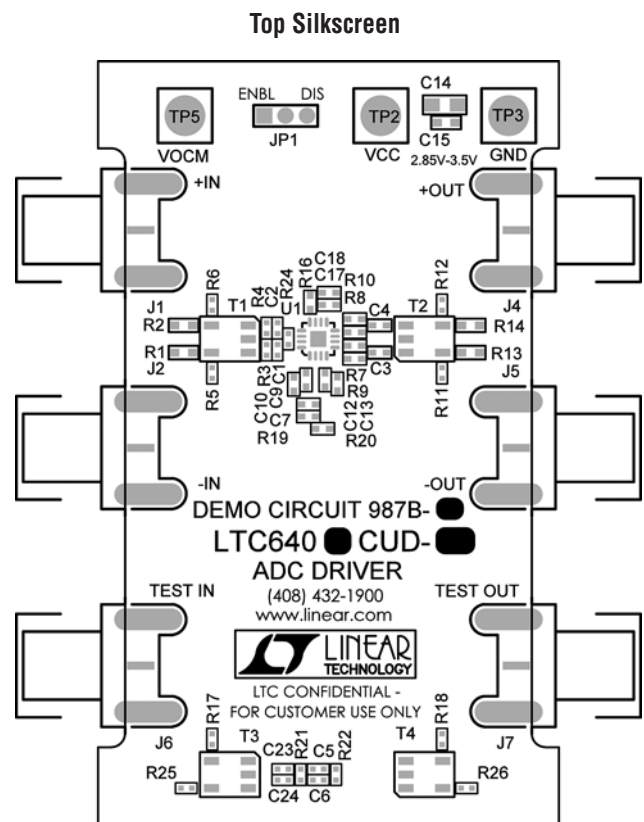 Top Silkscreen
C14
ENBL DIS
TP5
TP2
TP3
JP1
C15
VOCM
VCC
2.85V-3.5V
GND
+IN
+OUT
C18
C17
R16
R10
R8
R6
R4
C2
R24
U1
T1
C4
T2
R12
J1
R2
J4
R14
R1
J2
R13
J5
R5
R3
C1
C3
R7
R9
R11
C10
C9
C7
R19
C12
C13
R20
-IN
-OUT
DEMO CIRCUIT 987B-
LTC640 CUD-
ADC DRIVER
TEST IN
TEST OUT
(408) 432-1900
www.linear.com
LT LINEAR
TECHNOLOGY
LTC CONFIDENTIAL -
FOR CUSTOMER USE ONLY
R17
R18
J6
T3
T4
J7
C23
R21
C5
R22
R25
C24
C6
R26